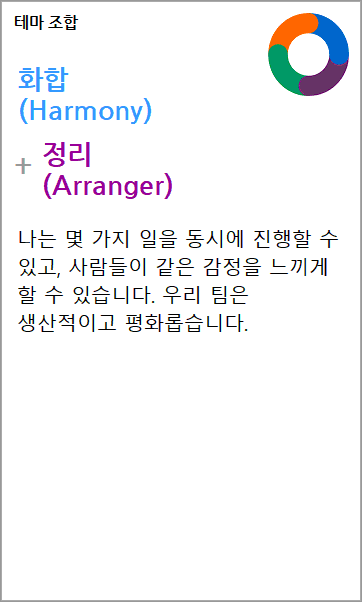 테마 조합
화합
(Harmony)
+ 정리
(Arranger)
나는 몇 가지 일을 동시에 진행할 수
있고, 사람들이 같은 감정을 느끼게
할 수 있습니다. 우리 팀은
생산적이고 평화롭습니다.